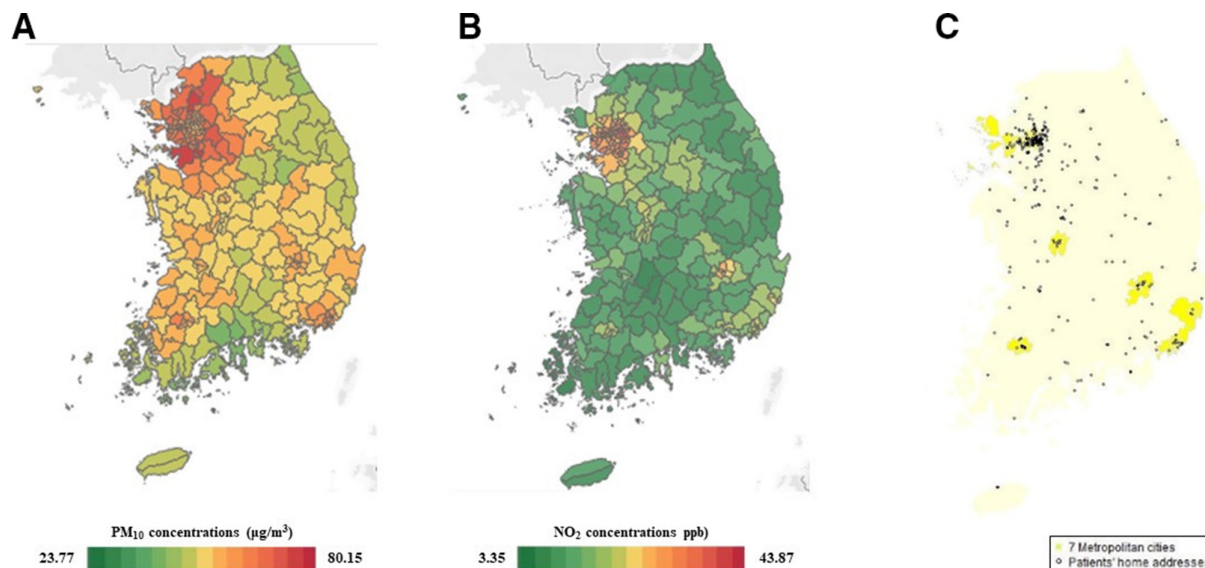 A
B
C
PM₁₀ concentrations (µg/m³)
23.77
80.15
NO₂ concentrations ppb)
3.35
43.87
7 Metropolitan cities
Patients' home addresses